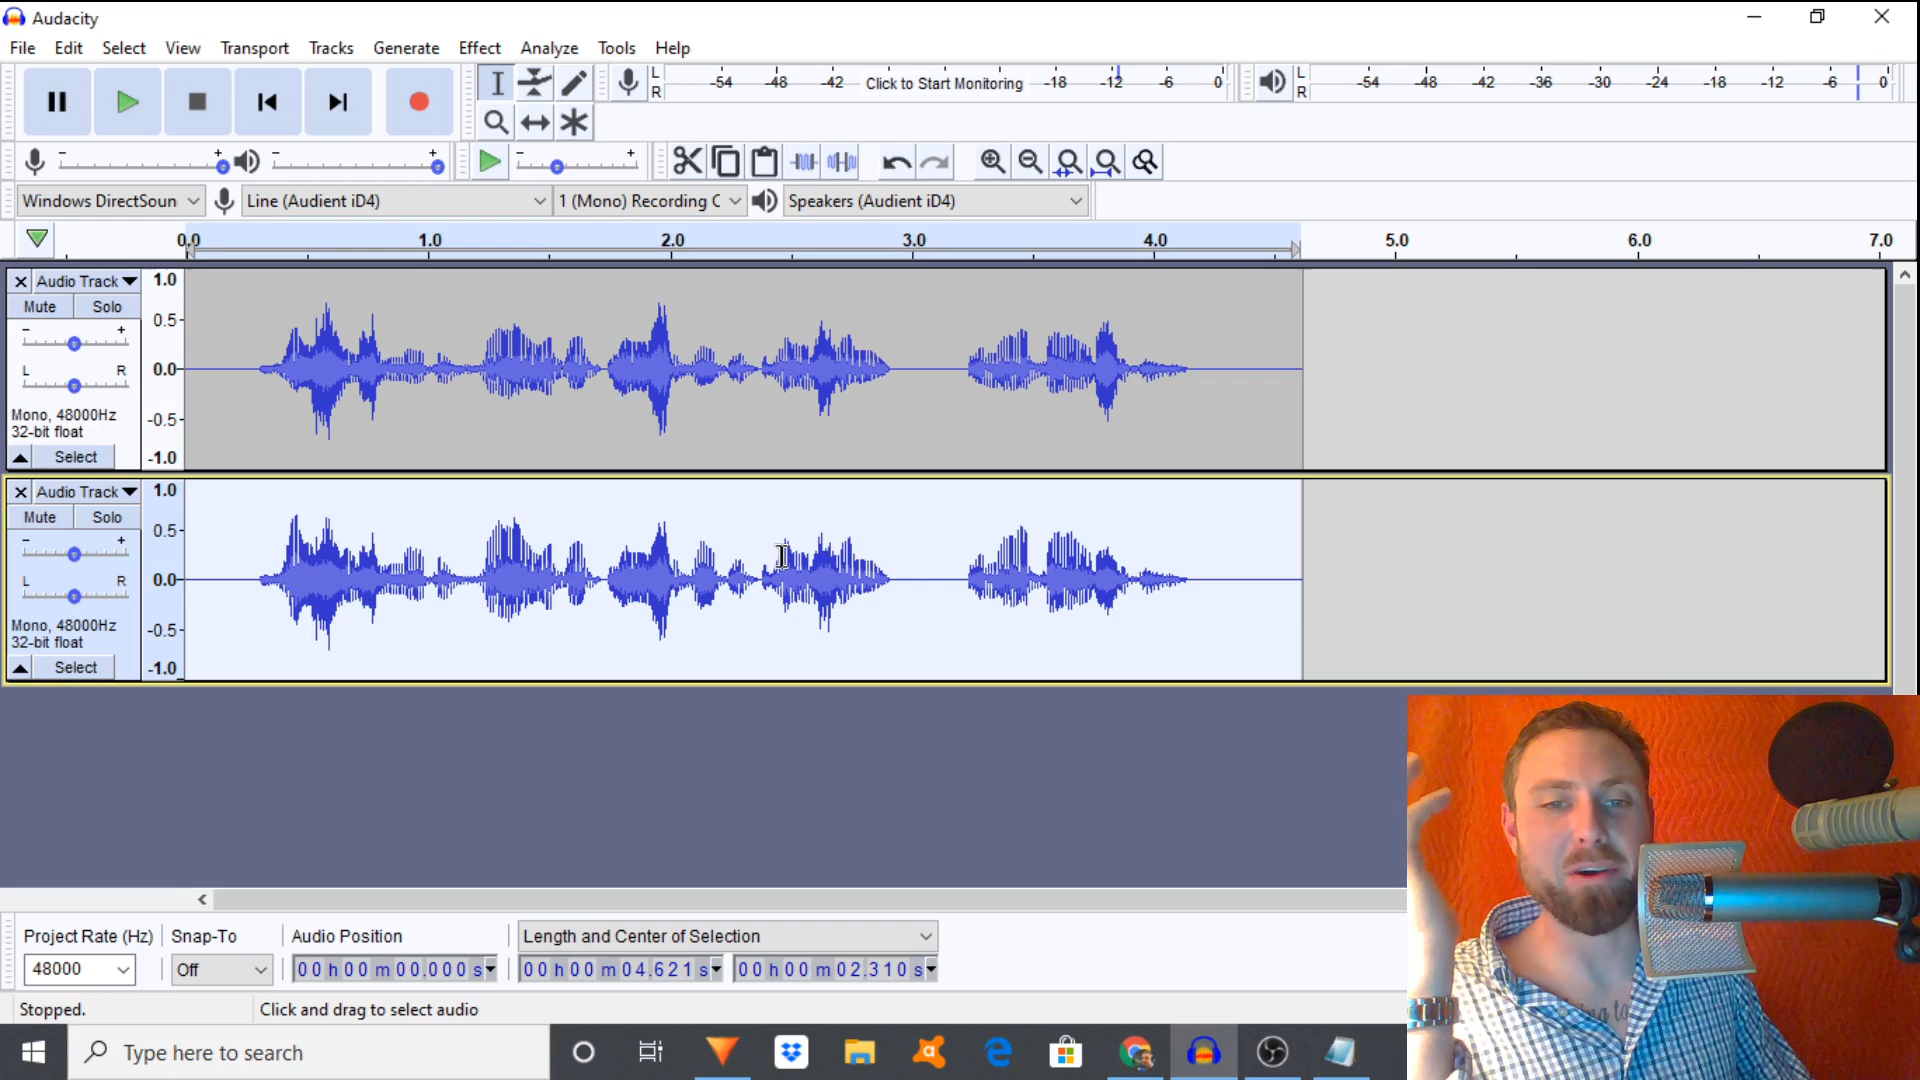 Audacity
File Edit Select View Transport Tracks Generate Effect Analyze Tools Help
L R -54 -48 -42 Click to Start Monitoring -18 -12 -6 0
L R -54 -48 -42 -36 -30 -24 -18 -12 -6 0
- + - + - +
Windows DirectSoun Line (Audient iD4) 1 (Mono) Recording C Speakers (Audient iD4)
0.0 1.0 2.0 3.0 4.0 5.0 6.0 7.0
Audio Track 1.0
Mute Solo
- + 0.5
L R 0.0
Mono, 48000Hz -0.5
32-bit float
Select -1.0
Audio Track 1.0
Mute Solo
- + 0.5
L R 0.0
Mono, 48000Hz -0.5
32-bit float
Select -1.0
Project Rate (Hz) Snap-To Audio Position Length and Center of Selection
48000 Off 00 h 00 m 00.000 s 00 h 00 m 04.621 s 00 h 00 m 02.310 s
Stopped. Click and drag to select audio
Type here to search